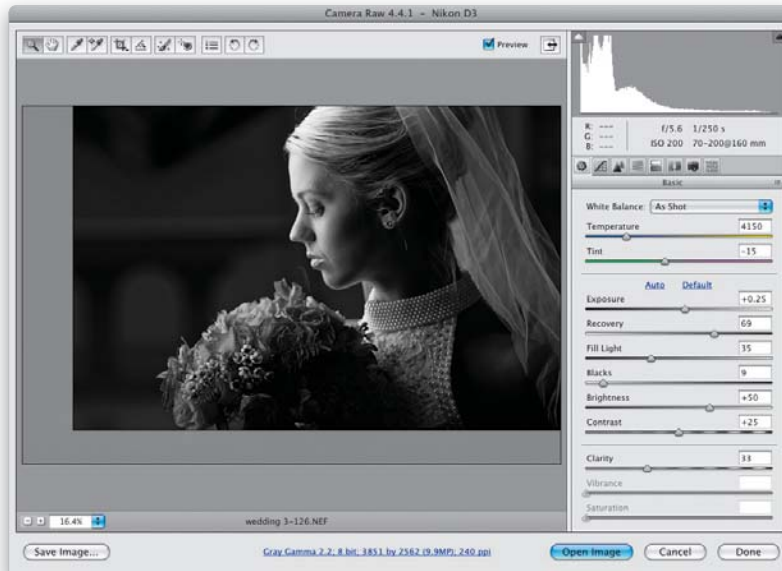 Camera Raw 4.4.1 – Nikon D3
Preview
R: ---
G: ---
B: ---
f/5.6 1/250 s
ISO 200 70-200@160 mm
Basic
White Balance: As Shot
Temperature 4150
Tint -15
Auto Default
Exposure +0.25
Recovery 69
Fill Light 35
Blacks 9
Brightness +50
Contrast +25
Clarity 33
Vibrance
Saturation
16.4%
wedding 3-126.NEF
Save Image...
Gray Gamma 2.2; 8 bit; 3851 by 2562 (9.9MP); 240 ppi
Open Image
Cancel
Done